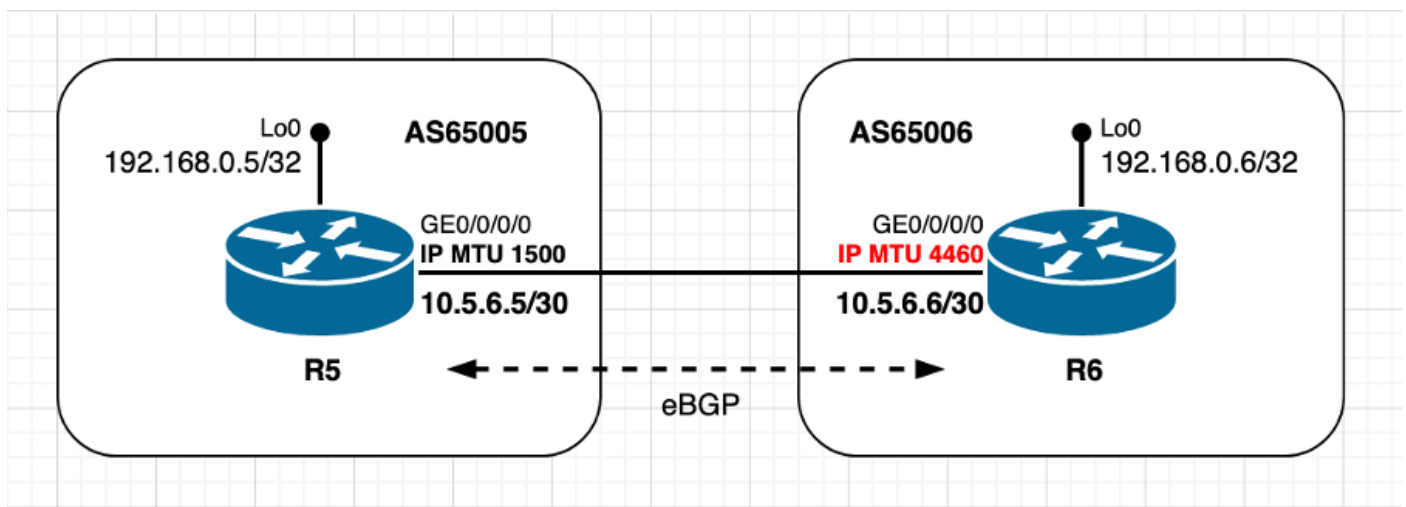 Lo0
192.168.0.5/32
AS65005
GE0/0/0/0
IP MTU 1500
10.5.6.5/30
R5
AS65006
Lo0
192.168.0.6/32
GE0/0/0/0
IP MTU 4460
10.5.6.6/30
R6
eBGP